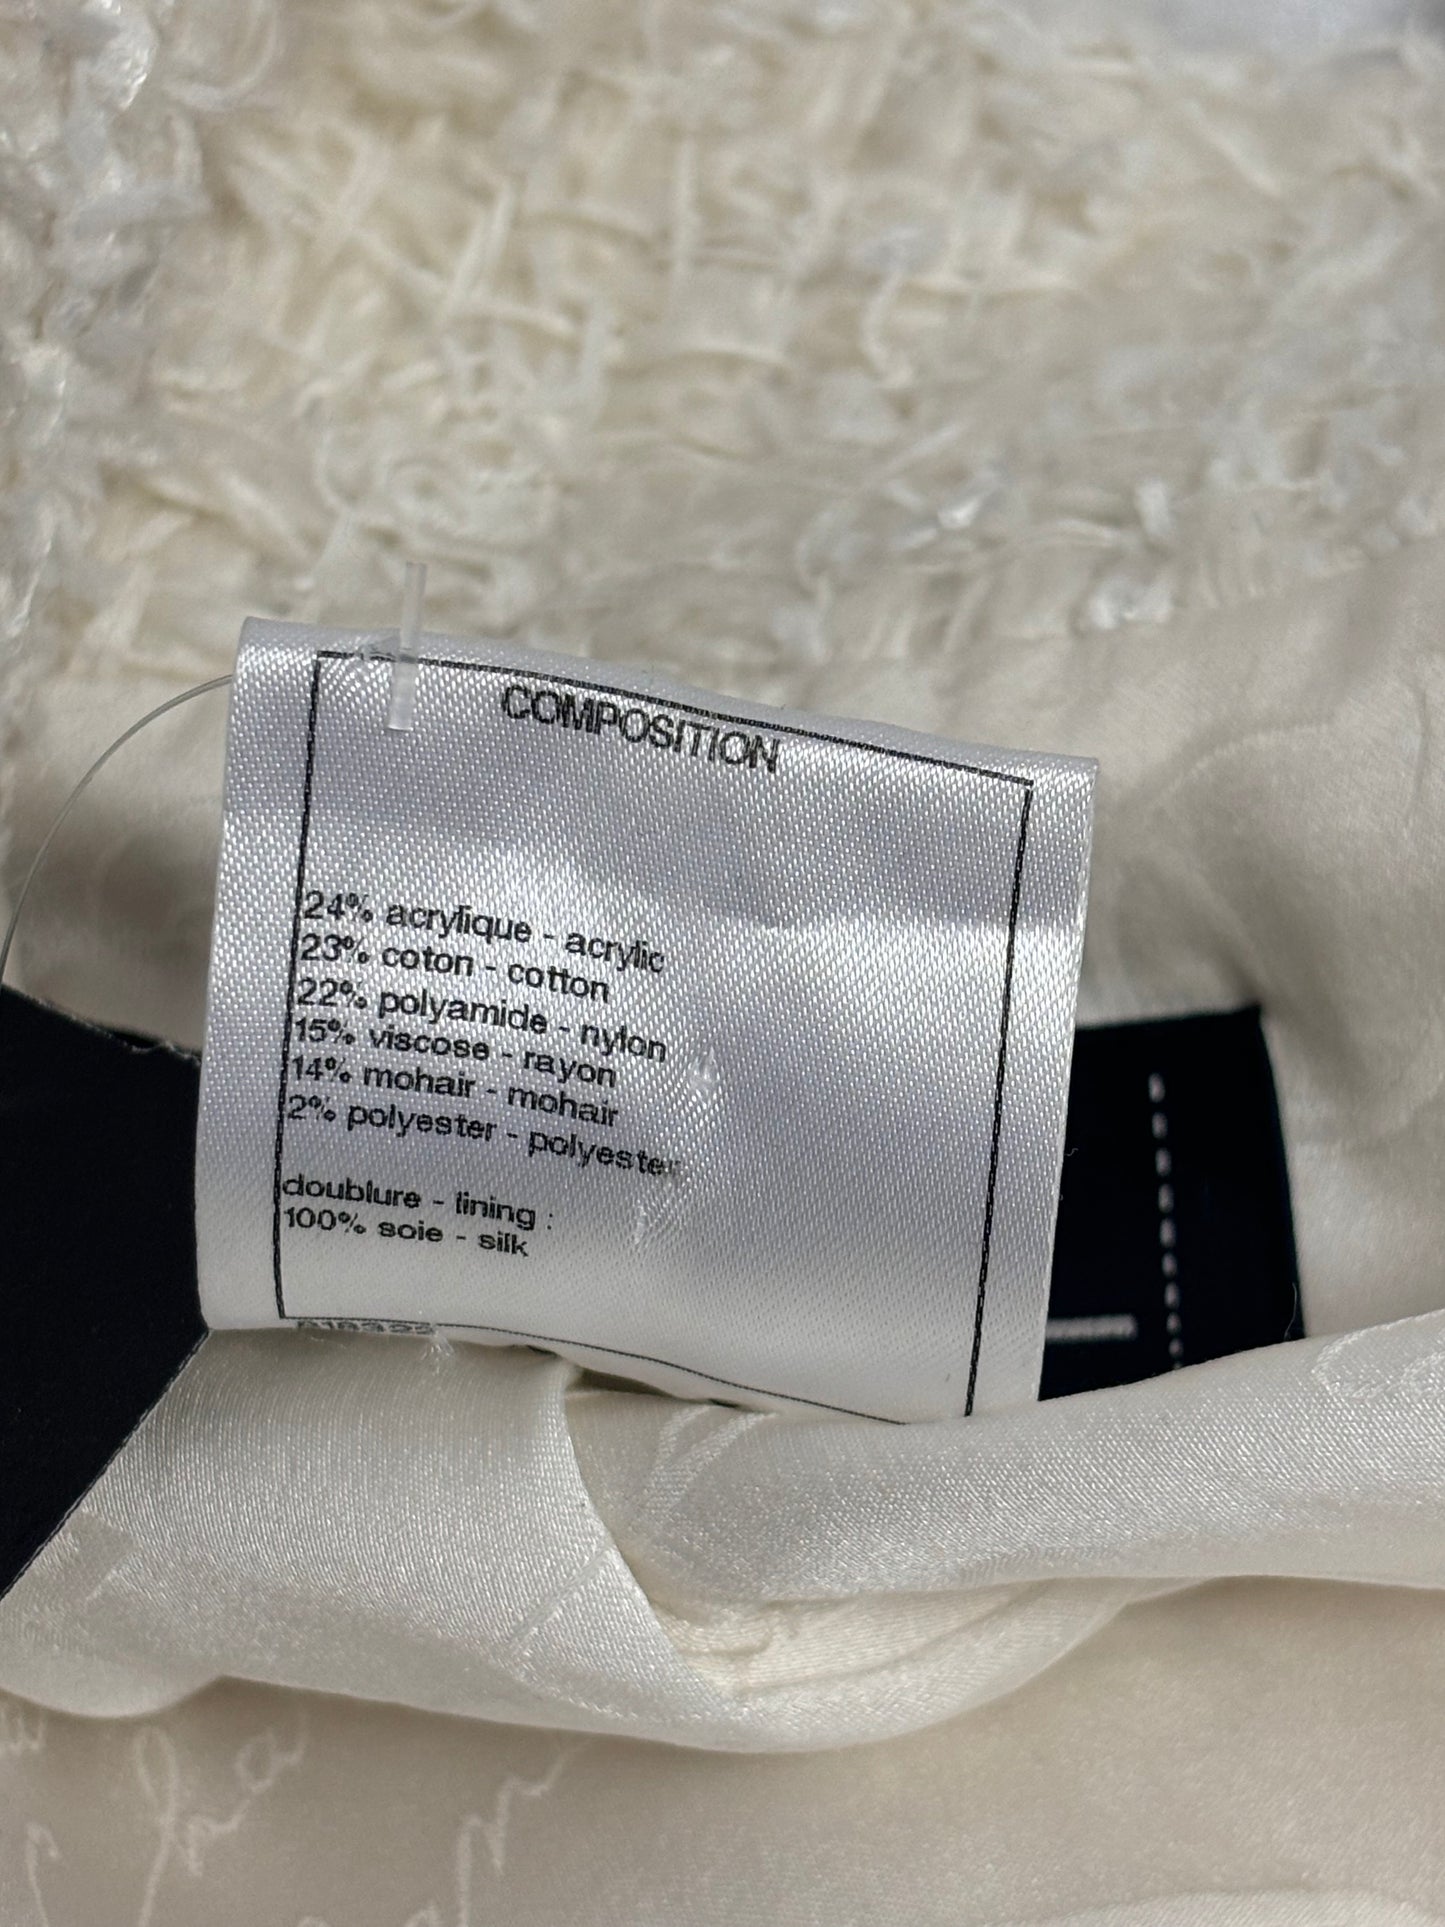 COMPOSITION
24% acrylique - acrylic
23% coton - cotton
22% polyamide - nylon
15% viscose - rayon
14% mohair - mohair
2% polyester - polyester
doublure - lining :
100% soie - silk